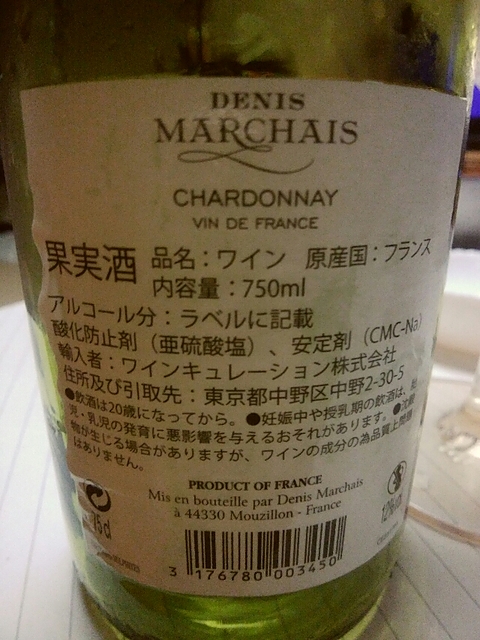 DENIS
MARCHAIS
CHARDONNAY
VIN DE FRANCE
果実酒 品名：ワイン 原産国：フランス
内容量：750ml
アルコール分：ラベルに記載
酸化防止剤（亜硫酸塩）、安定剤（CMC-Na）
輸入者：ワインキュレーション株式会社
住所及び引取先：東京都中野区中野2-30-5
●飲酒は20歳になってから。●妊娠中や授乳期の飲酒は、胎
児・乳児の発育に悪影響を与えるおそれがあります。●沈殿
物が生じる場合がありますが、ワインの成分の為品質上問題
はありません。
PRODUCT OF FRANCE
Mis en bouteille par Denis Marchais
à 44330 Mouzillon - France
75cl
3 176780 003450